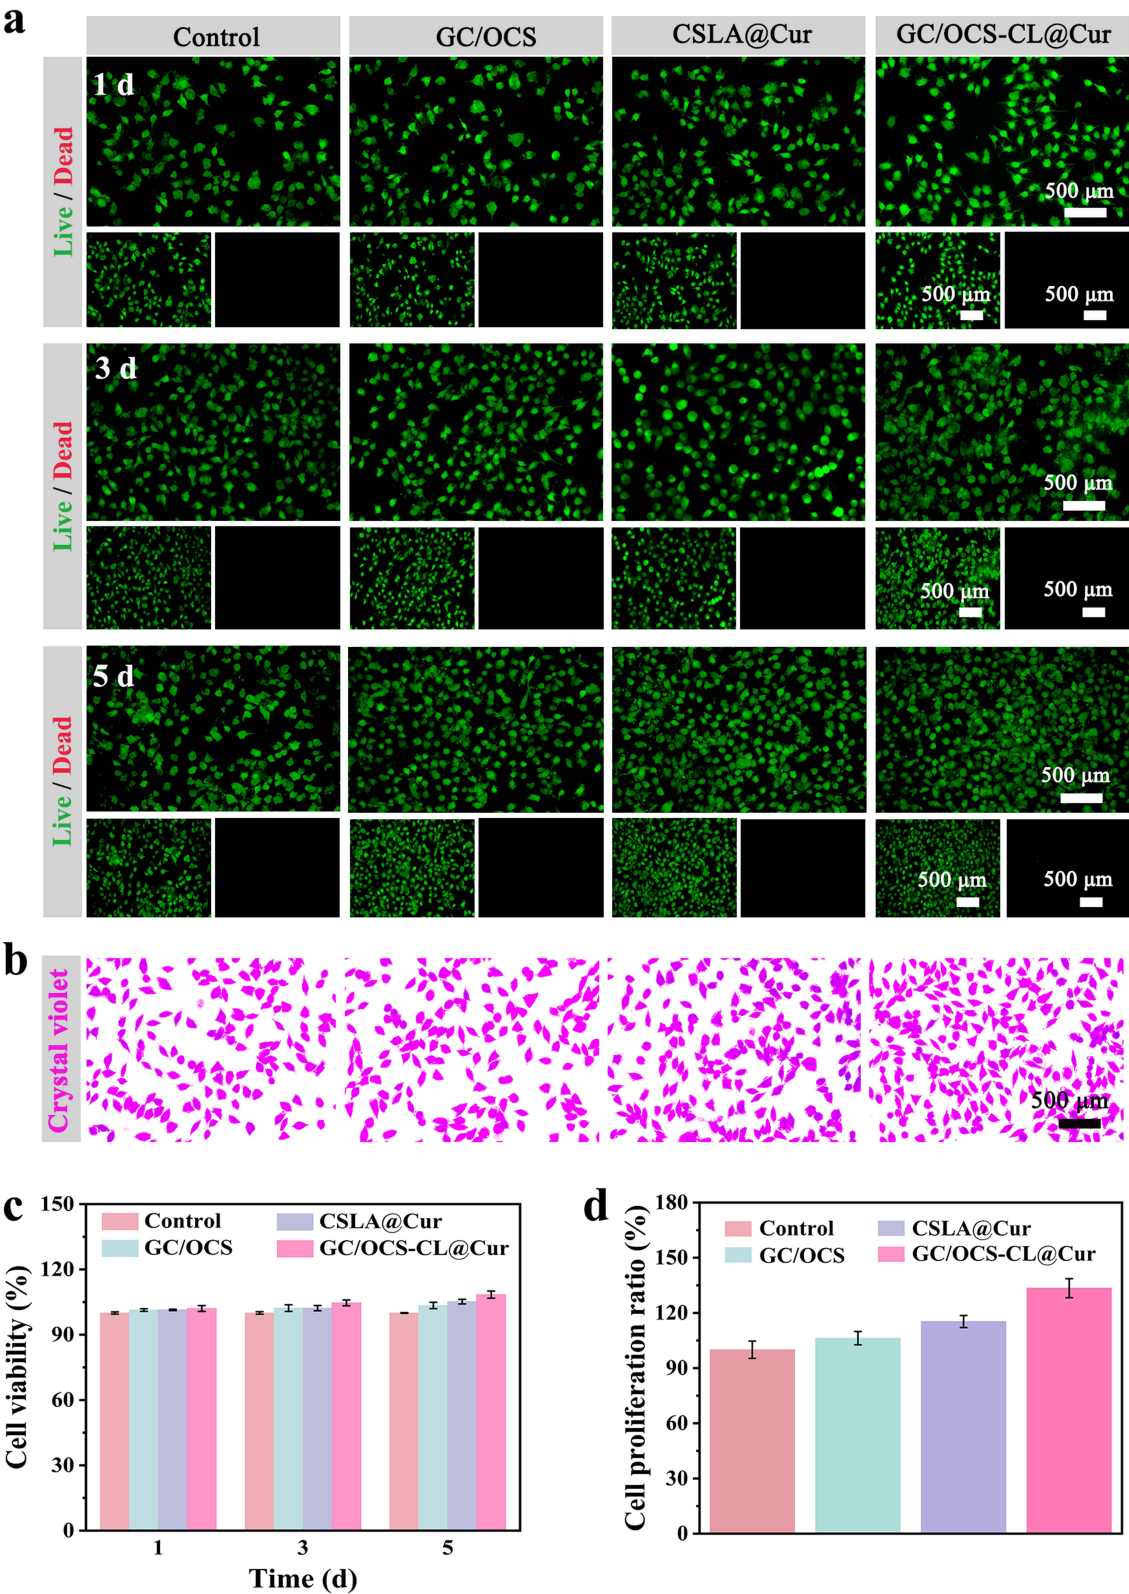 a
Control
GC/OCS
CSLA@Cur
GC/OCS-CL@Cur
Live / Dead
1 d
500 µm
500 µm
500 µm
Live / Dead
3 d
500 µm
500 µm
500 µm
Live / Dead
5 d
500 µm
500 µm
500 µm
b
Crystal violet
500 µm
c
Cell viability (%)
150
120
90
60
30
0
Control
GC/OCS
CSLA@Cur
GC/OCS-CL@Cur
1
3
5
Time (d)
d
Cell proliferation ratio (%)
180
150
120
90
60
30
0
Control
GC/OCS
CSLA@Cur
GC/OCS-CL@Cur